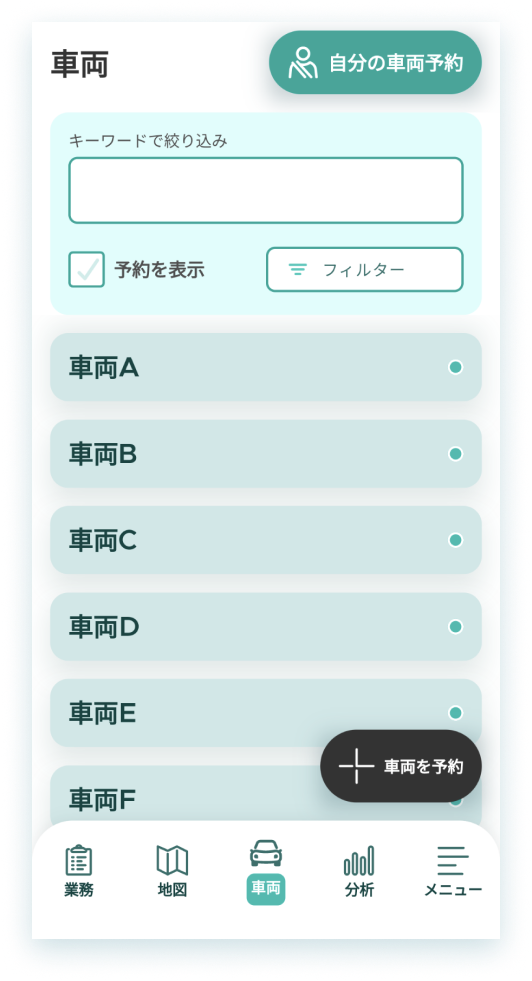 車両
自分の車両予約
キーワードで絞り込み
予約を表示
フィルター
車両A
車両B
車両C
車両D
車両E
車両を予約
車両F
業務
地図
車両
分析
メニュー